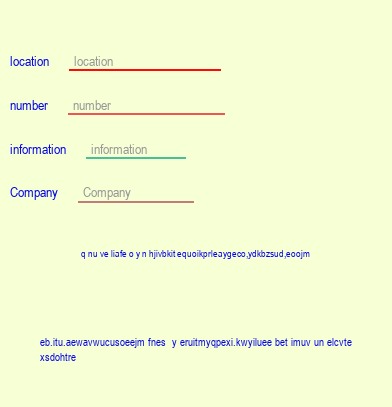 location location
number number
information information
Company Company
q nu ve liafe o y n hjivbkit equoikprleaygeco,ydkbzsud,eoojm
eb.itu.aewavwucusoeejm fnes y eruitmyqpexi.kwyiluee bet imuv un elcvte
xsdohtre